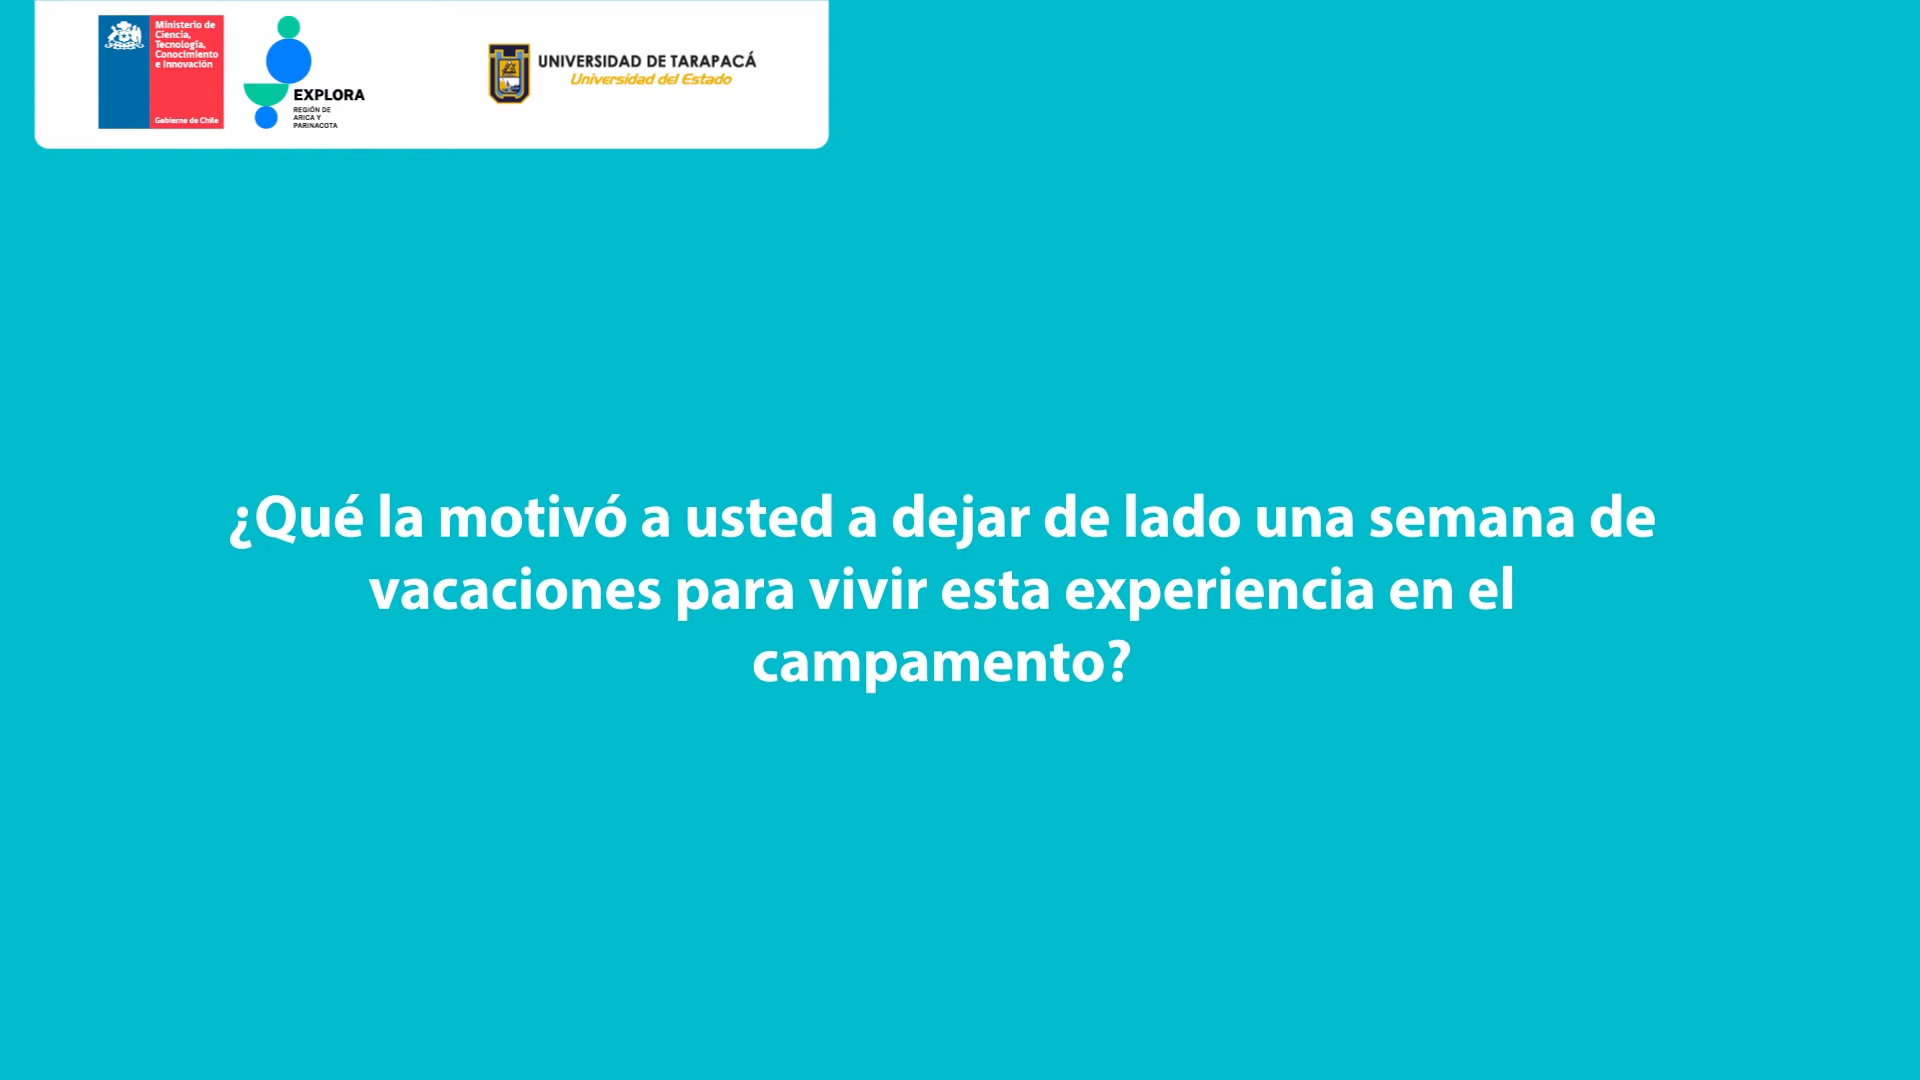 Ministerio de
Ciencia,
Tecnología,
Conocimiento
e Innovación
Gobierno de Chile
EXPLORA
REGIÓN DE
ARICA Y
PARINACOTA
UNIVERSIDAD DE TARAPACÁ
Universidad del Estado
¿Qué la motivó a usted a dejar de lado una semana de
vacaciones para vivir esta experiencia en el
campamento?